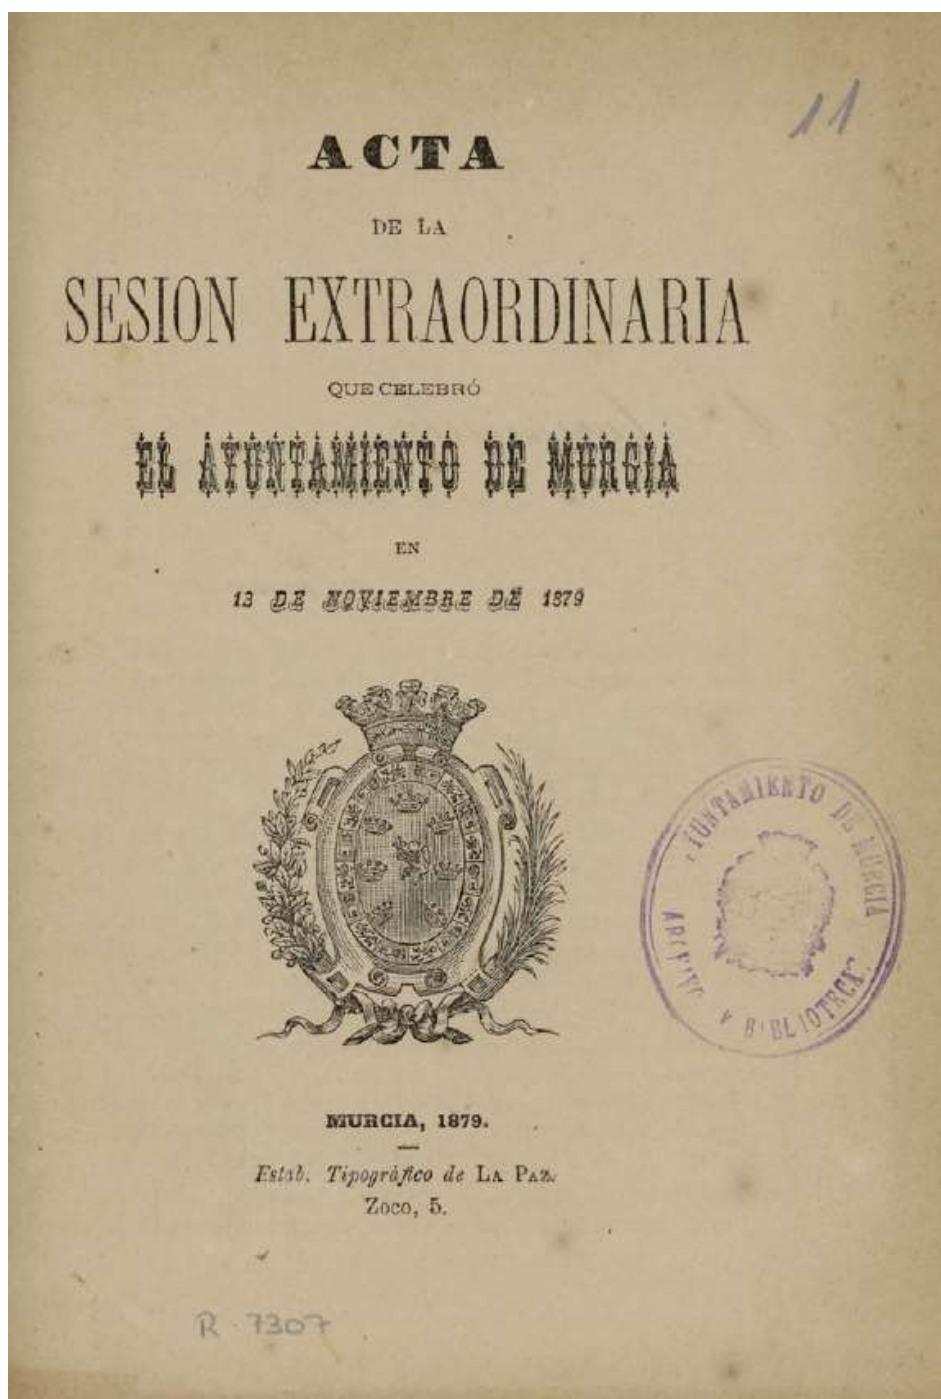 11
ACTA
DE LA
SESION EXTRAORDINARIA
QUE CELEBRÓ
EL AYUNTAMIENTO DE MURCIA
EN
13 DE NOVIEMBRE DE 1879
AYUNTAMIENTO DE MURCIA
ARCHIVO Y BIBLIOTECA
MURCIA, 1879.
Estab. Tipográfico de LA PAZ.
Zoco, 5.
R-7307